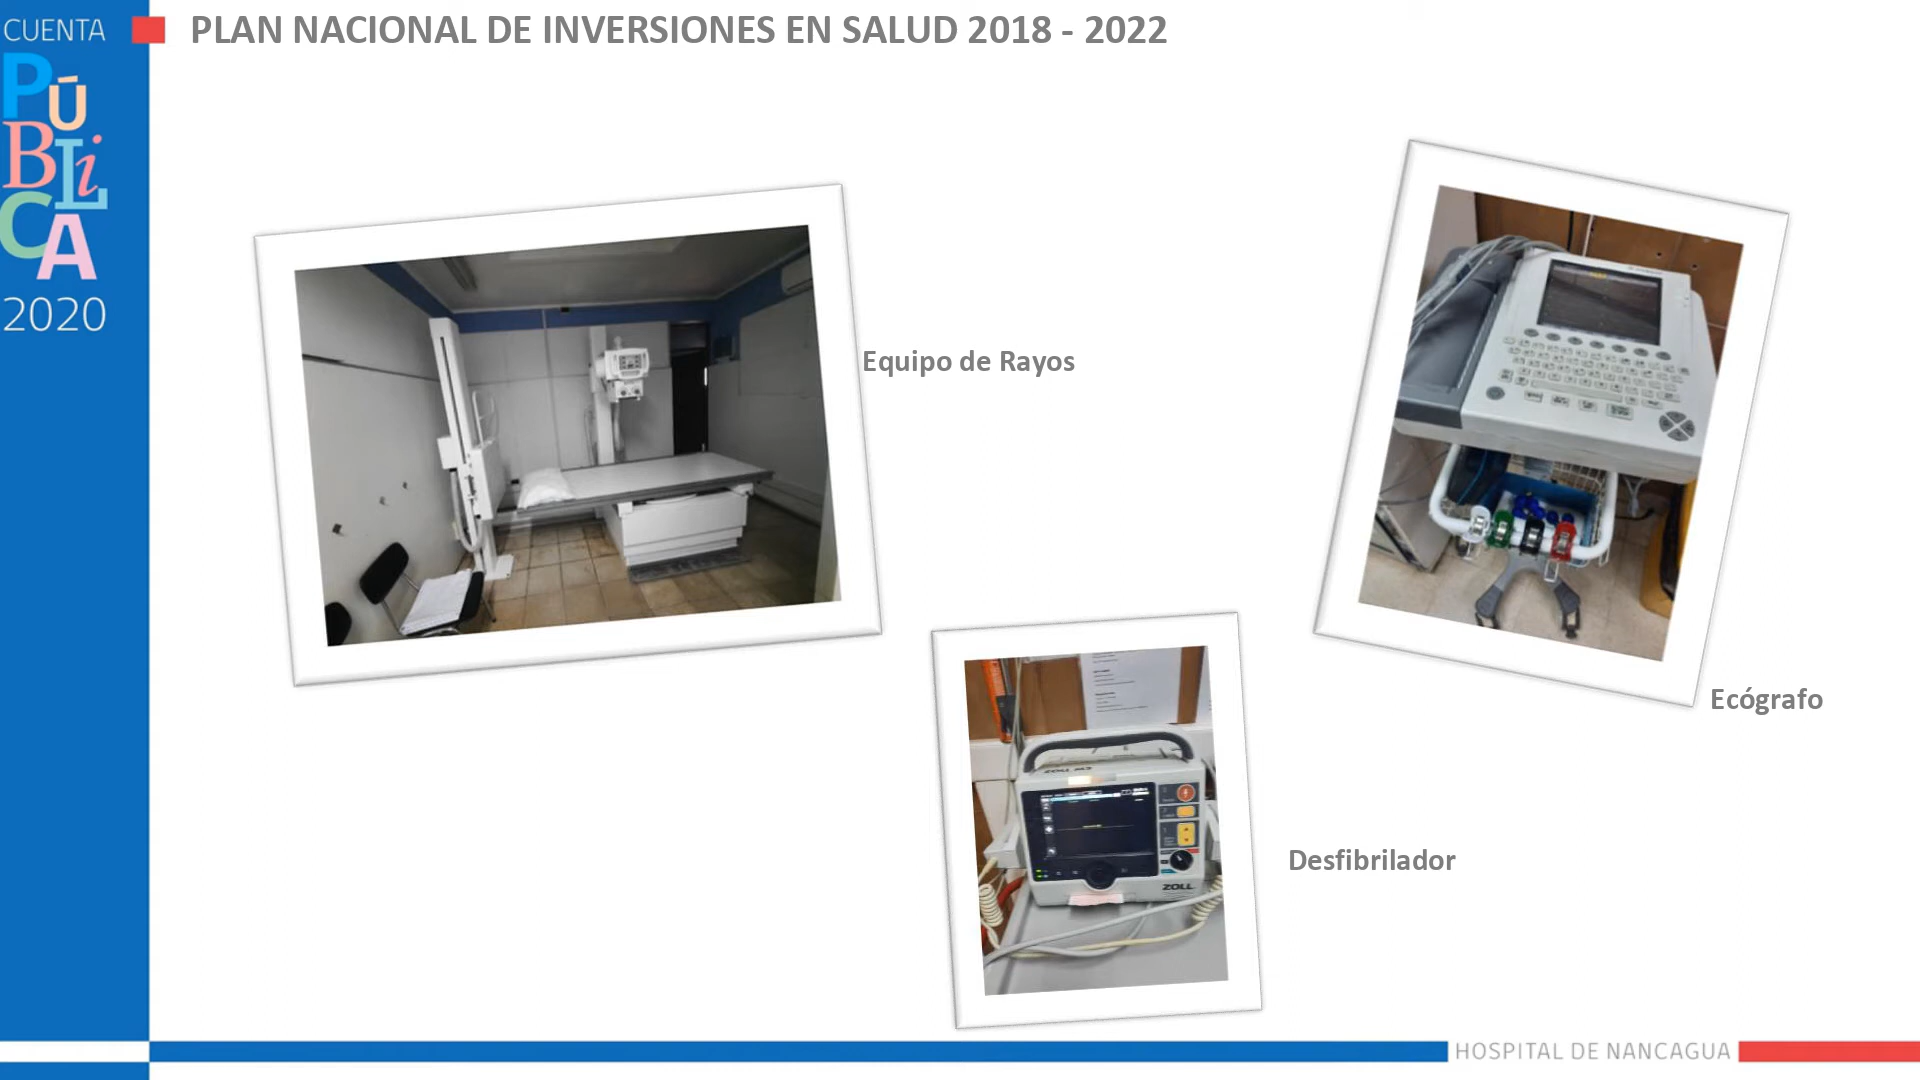 CUENTA
PÚBLiCA
2020
PLAN NACIONAL DE INVERSIONES EN SALUD 2018 - 2022
Equipo de Rayos
Ecógrafo
ZOLL
Desfibrilador
HOSPITAL DE NANCAGUA